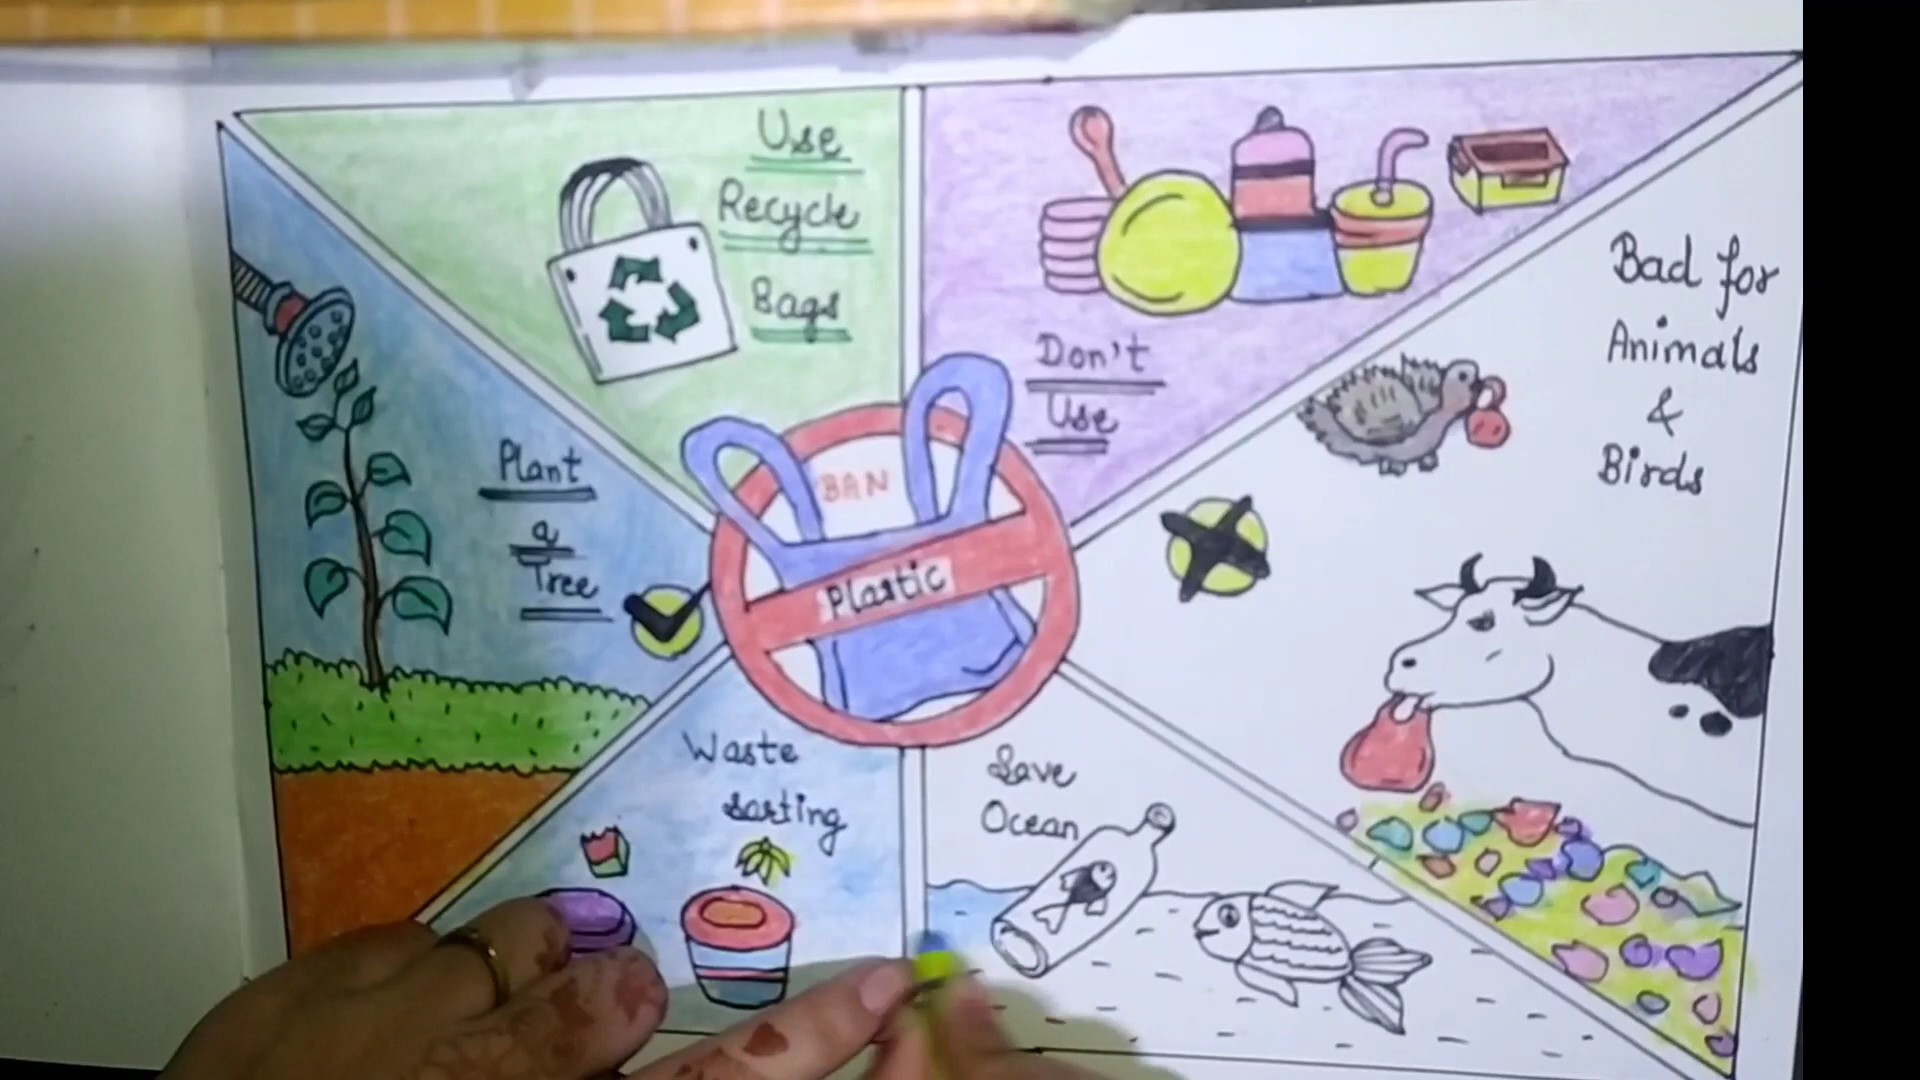 Use
Recycle
Bags
Don't
Use
Bad for
Animals
&
Birds
Plant
a
Tree
BAN
Plastic
Waste
sorting
Save
Ocean